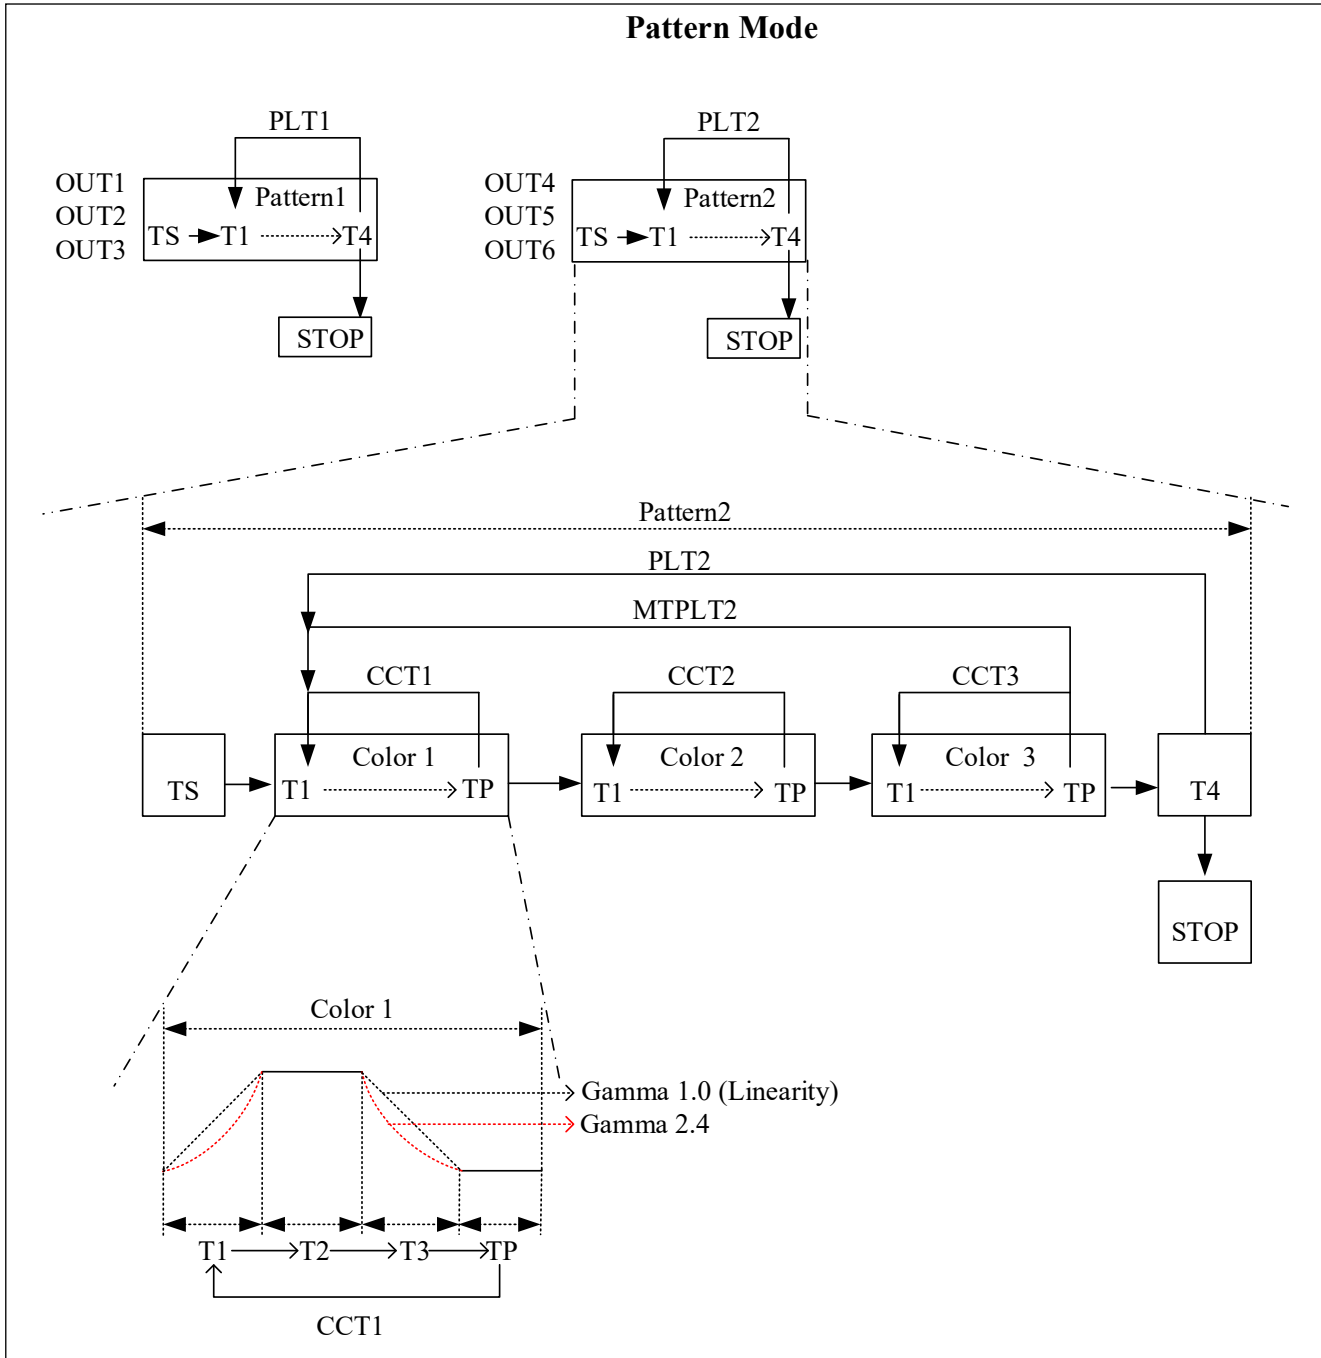 Pattern Mode
PLT1
OUT1
OUT2
OUT3
Pattern1
TS T1 T4
STOP
PLT2
OUT4
OUT5
OUT6
Pattern2
TS T1 T4
STOP
Pattern2
PLT2
MTPLT2
CCT1 CCT2 CCT3
TS
Color 1
T1 TP
Color 2
T1 TP
Color 3
T1 TP
T4
STOP
Color 1
Gamma 1.0 (Linearity)
Gamma 2.4
T1 T2 T3 TP
CCT1